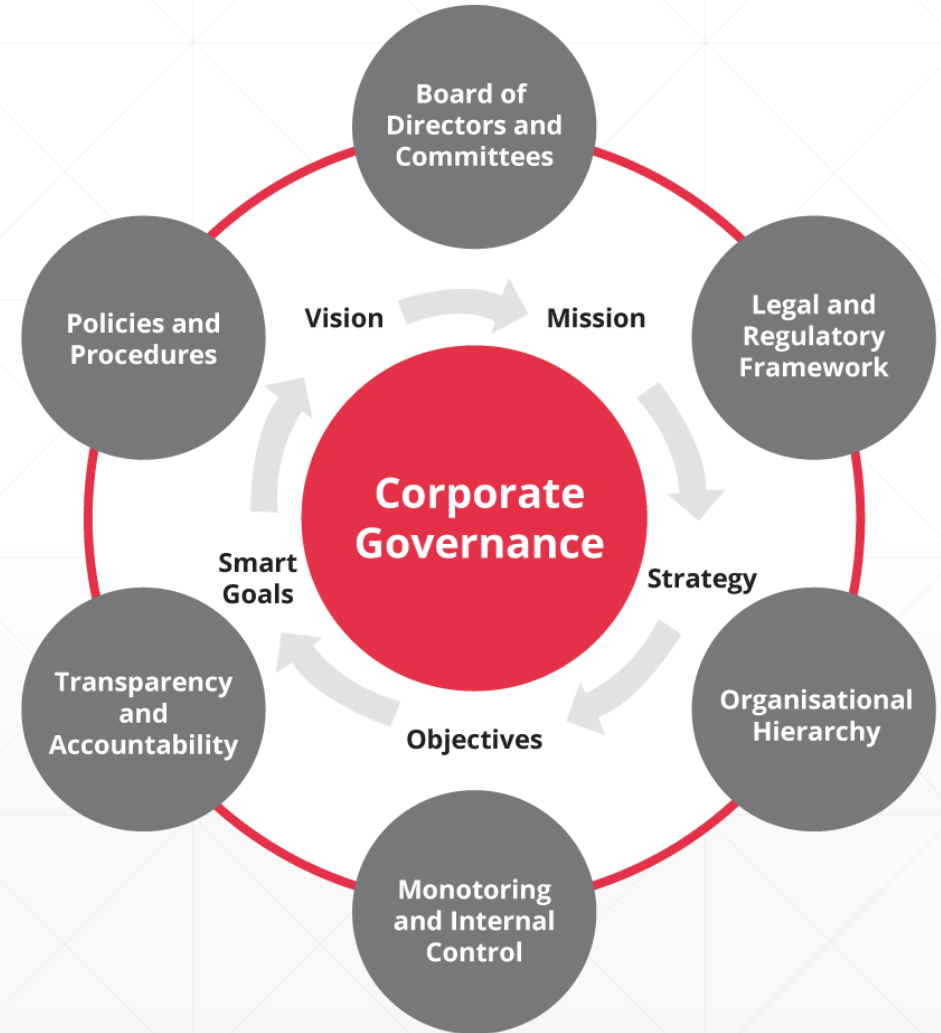 Board of
Directors and
Committees
Policies and
Procedures
Legal and
Regulatory
Framework
Vision
Mission
Corporate
Governance
Smart
Goals
Strategy
Transparency
and
Accountability
Organisational
Hierarchy
Objectives
Monotoring
and Internal
Control